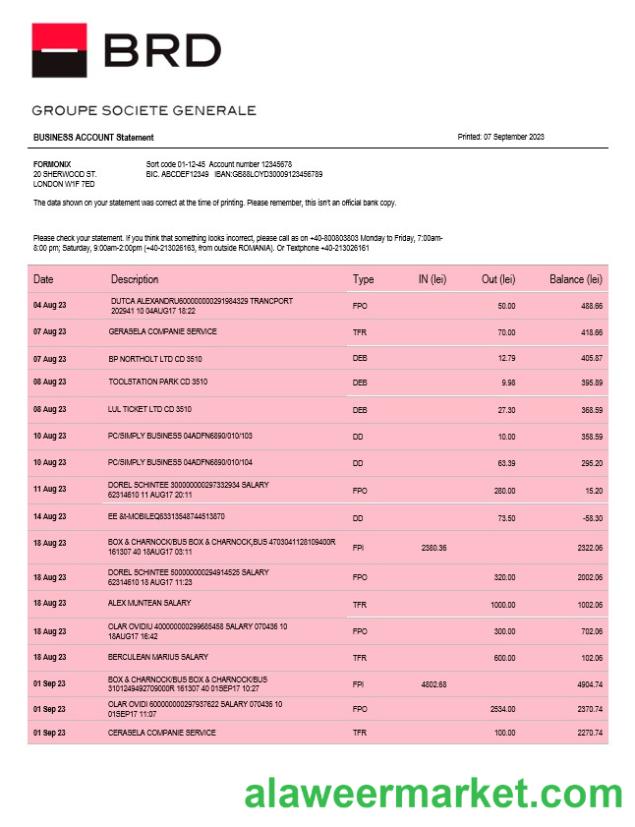 BRD
GROUPE SOCIETE GENERALE
BUSINESS ACCOUNT Statement Printed: 07 September 2023
FORMONIX Sort code 01-12-45 Account number 12345678
20 SHERWOOD ST. BIC. ABCDEF12349 IBAN:GB88LOYD30009123456789
LONDON W1F 7ED
The data shown on your statement was correct at the time of printing. Please remember, this isn't an official bank copy.
Please check your statement. If you think that something looks incorrect, please call as on +40-800803803 Monday to Friday, 7:00am-
8:00 pm; Saturday, 9:00am-2:00pm (+40-213026163, from outside ROMANIA). Or Textphone +40-213026161
Date Description Type IN (lei) Out (lei) Balance (lei)
04 Aug 23 DUTCA ALEXANDRU600000000291984329 TRANCPORT
202941 10 04AUG17 18:22 FPO 50.00 488.66
07 Aug 23 GERASELA COMPANIE SERVICE TFR 70.00 418.66
07 Aug 23 BP NORTHOLT LTD CD 3510 DEB 12.79 405.87
08 Aug 23 TOOLSTATION PARK CD 3510 DEB 9.98 395.89
08 Aug 23 LUL TICKET LTD CD 3510 DEB 27.30 368.59
10 Aug 23 PC/SIMPLY BUSINESS 04ADFN6890/010/103 DD 10.00 358.59
10 Aug 23 PC/SIMPLY BUSINESS 04ADFN6890/010/104 DD 63.39 295.20
11 Aug 23 DOREL SCHINTEE 300000000297332934 SALARY
62314610 11 AUG17 20:11 FPO 280.00 15.20
14 Aug 23 EE &t-MOBILEQ63313548744513870 DD 73.50 -58.30
18 Aug 23 BOX & CHARNOCK/BUS BOX & CHARNOCK,BUS 4703041128109400R
161307 40 18AUG17 03:11 FPI 2380.36 2322.06
18 Aug 23 DOREL SCHINTEE 500000000294914525 SALARY
62314610 18 AUG17 11:23 FPO 320.00 2002.06
18 Aug 23 ALEX MUNTEAN SALARY TFR 1000.00 1002.06
18 Aug 23 OLAR OVIDIU 400000000299685458 SALARY 070436 10
18AUG17 16:42 FPO 300.00 702.06
18 Aug 23 BERCULEAN MARIUS SALARY TFR 600.00 102.06
01 Sep 23 BOX & CHARNOCK/BUS BOX & CHARNOCK/BUS
3101249492709000R 161307 40 01SEP17 10:27 FPI 4802.68 4904.74
01 Sep 23 OLAR OVIDI 600000000297937622 SALARY 070436 10
01SEP17 11:07 FPO 2534.00 2370.74
01 Sep 23 CERASELA COMPANIE SERVICE TFR 100.00 2270.74
alaweermarket.com